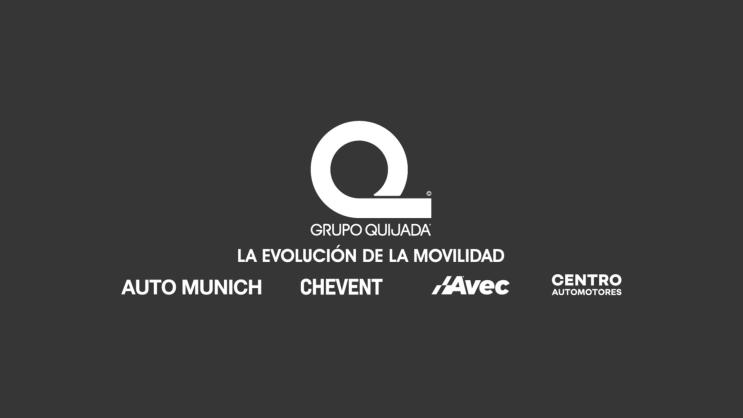 ©
GRUPO QUIJADA
LA EVOLUCIÓN DE LA MOVILIDAD
AUTO MUNICH CHEVENT Avec CENTRO AUTOMOTORES